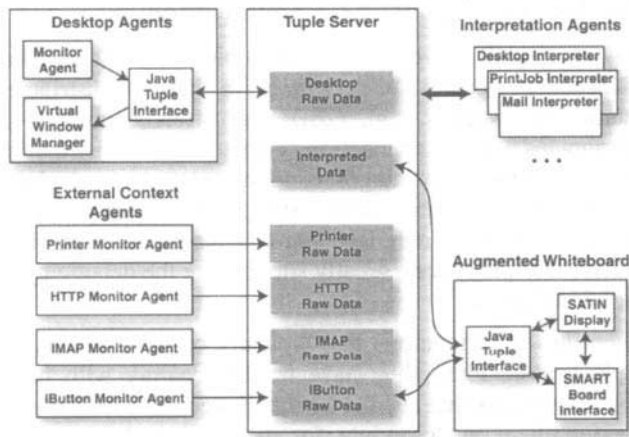 Desktop Agents
Monitor
Agent
Java
Tuple
Interface
Virtual
Window
Manager
External Context
Agents
Printer Monitor Agent
HTTP Monitor Agent
IMAP Monitor Agent
IButton Monitor Agent
Tuple Server
Desktop
Raw Data
Interpreted
Data
Printer
Raw Data
HTTP
Raw Data
IMAP
Raw Data
IButton
Raw Data
Interpretation Agents
Desktop Interpreter
PrintJob Interpreter
Mail Interpreter
. . .
Augmented Whiteboard
Java
Tuple
Interface
SATIN
Display
SMART
Board
Interface